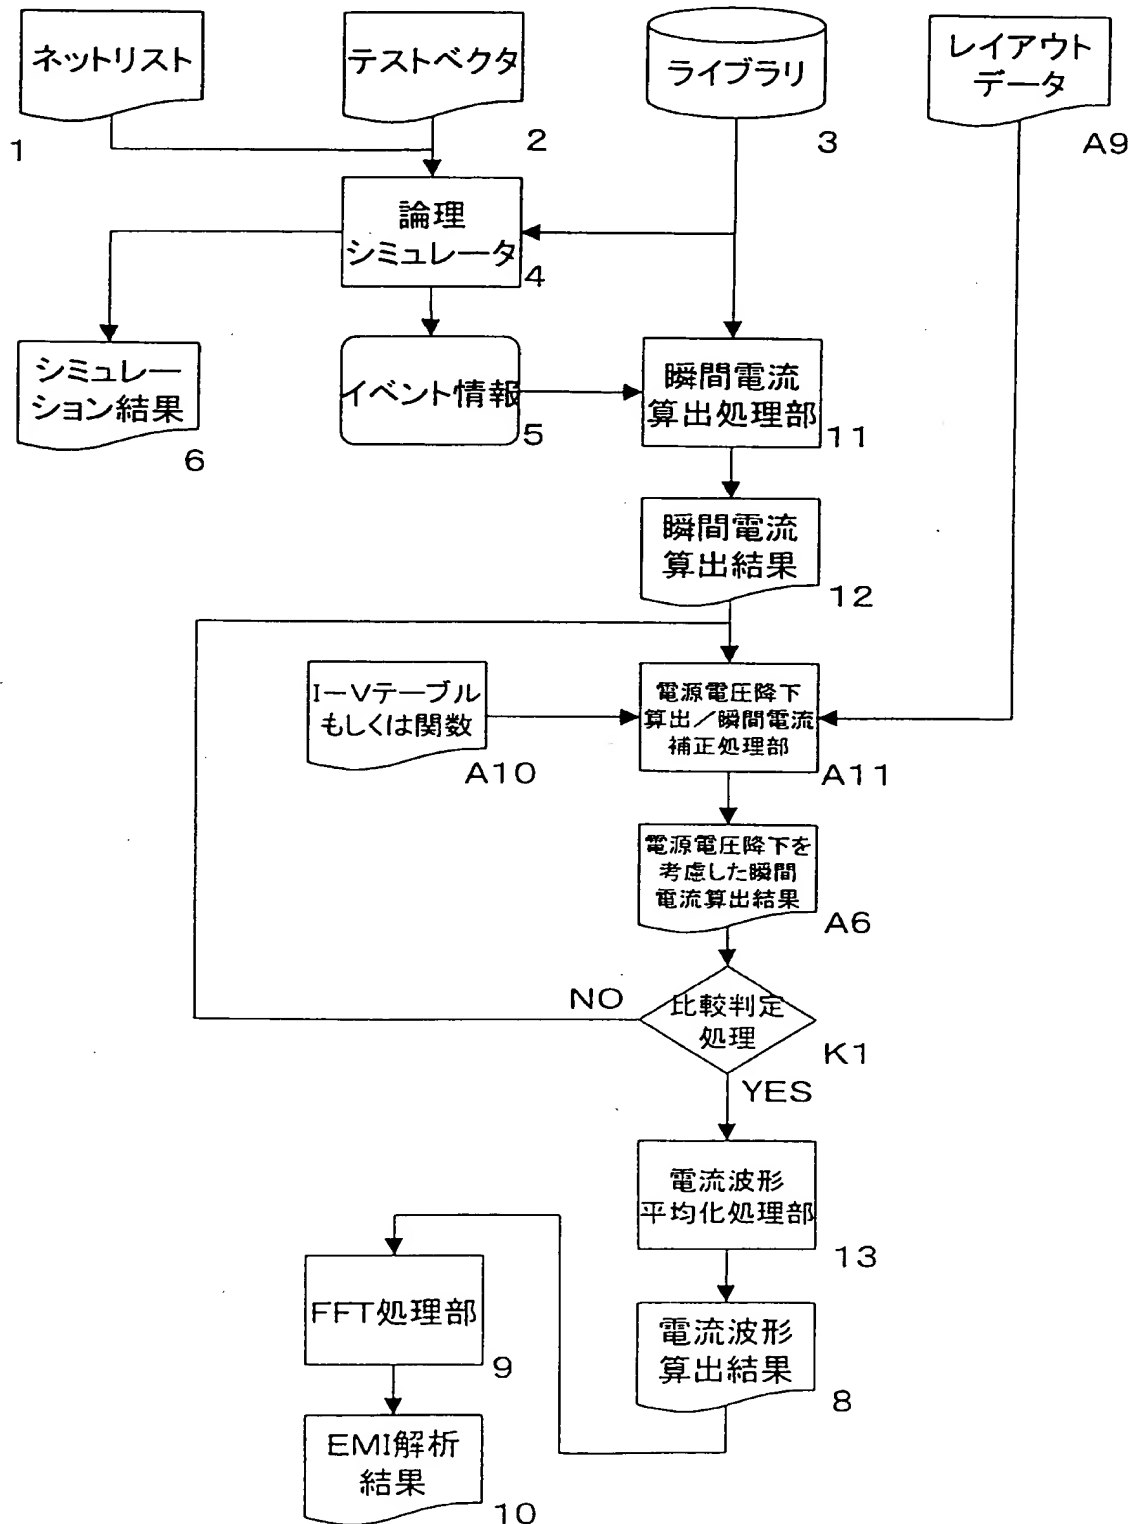 ネットリスト
1
テストベクタ
2
ライブラリ
3
レイアウト
データ
A9
論理
シミュレータ
4
シミュレー
ション結果
6
イベント情報
5
瞬間電流
算出処理部
11
瞬間電流
算出結果
12
I-Vテーブル
もしくは関数
A10
電源電圧降下
算出/瞬間電流
補正処理部
A11
電源電圧降下を
考慮した瞬間
電流算出結果
A6
NO
比較判定
処理
K1
YES
電流波形
平均化処理部
13
FFT処理部
9
電流波形
算出結果
8
EMI解析
結果
10